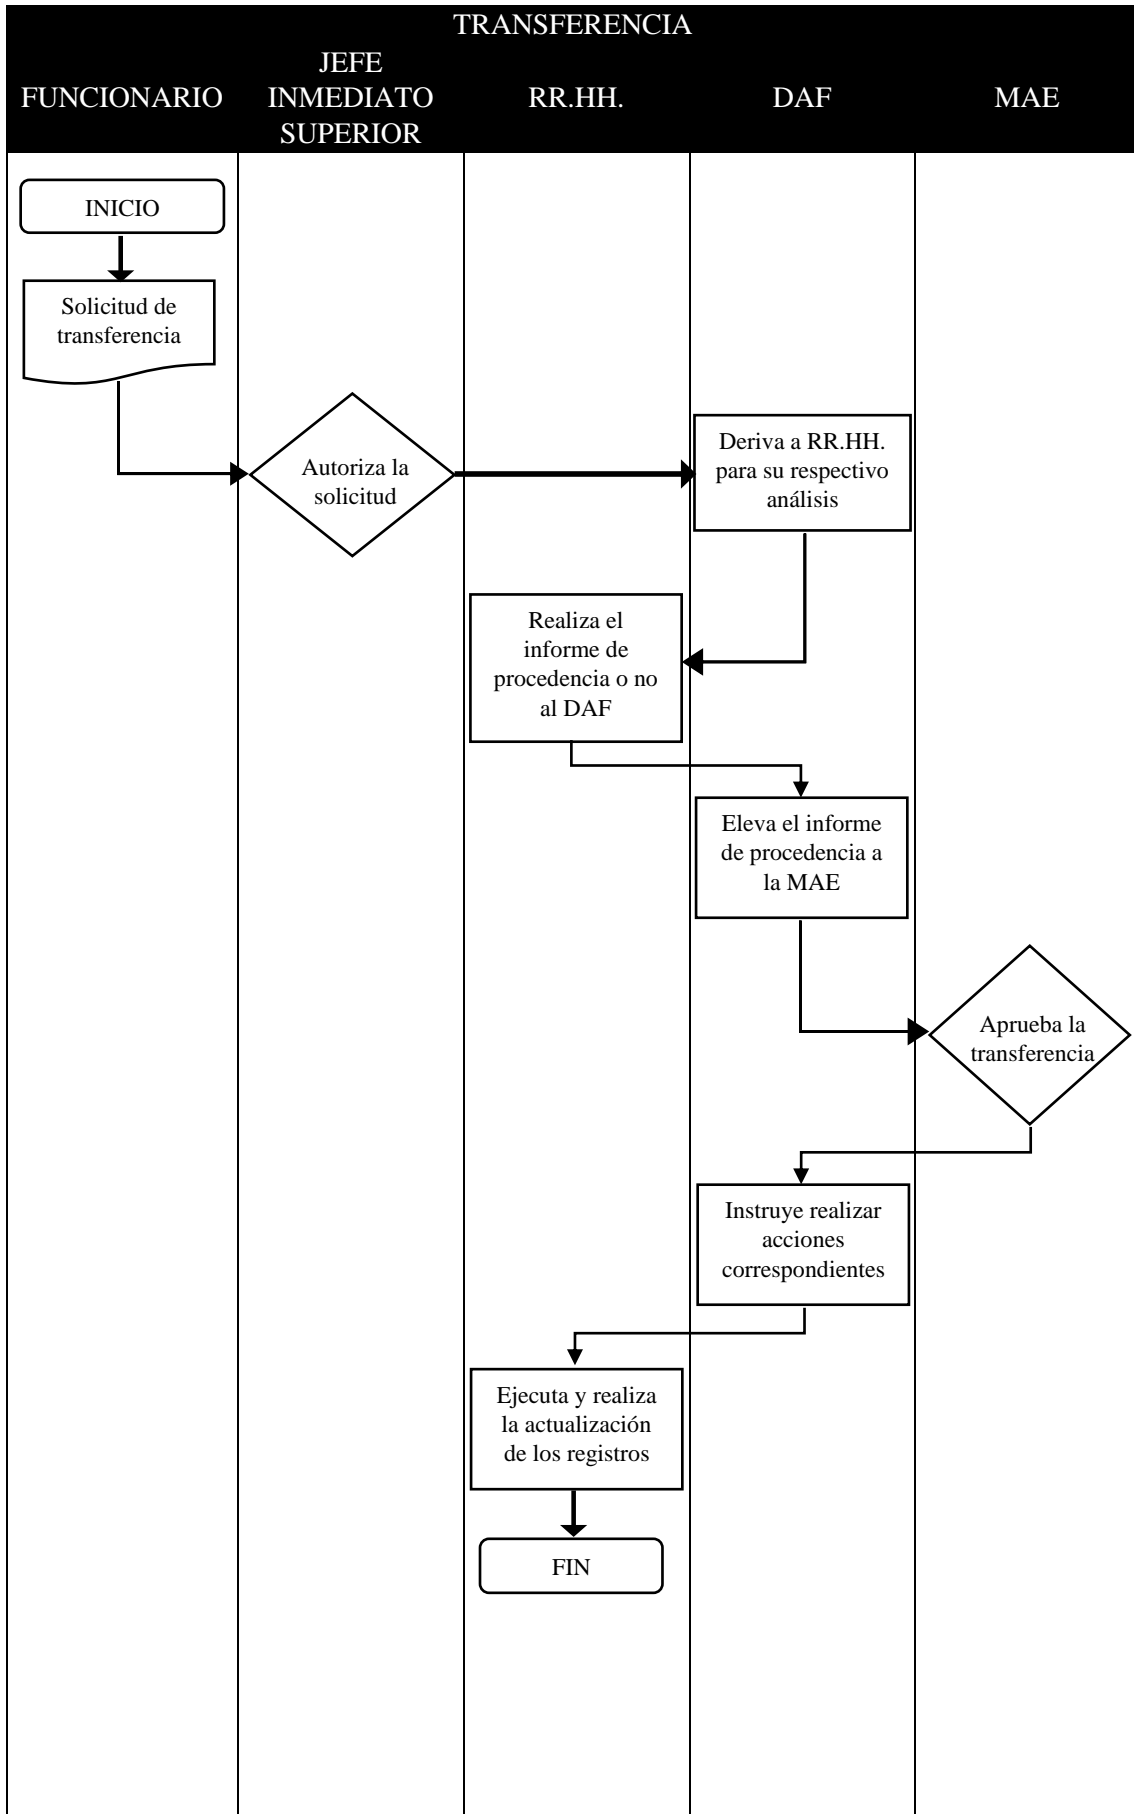 TRANSFERENCIA
FUNCIONARIO
JEFE
INMEDIATO
SUPERIOR
RR.HH.
DAF
MAE
INICIO
Solicitud de
transferencia
Autoriza la
solicitud
Deriva a RR.HH.
para su respectivo
análisis
Realiza el
informe de
procedencia o no
al DAF
Eleva el informe
de procedencia a
la MAE
Aprueba la
transferencia
Instruye realizar
acciones
correspondientes
Ejecuta y realiza
la actualización
de los registros
FIN